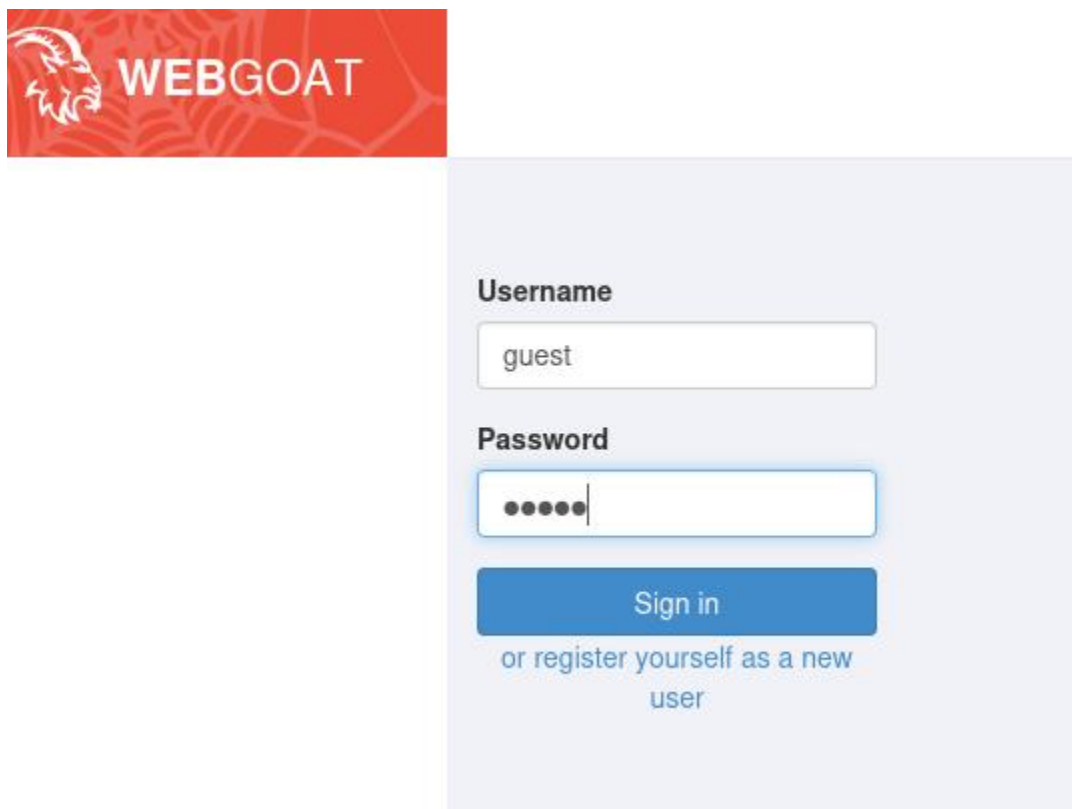 WEBGOAT
Username
guest
Password
•••••
Sign in
or register yourself as a new
user